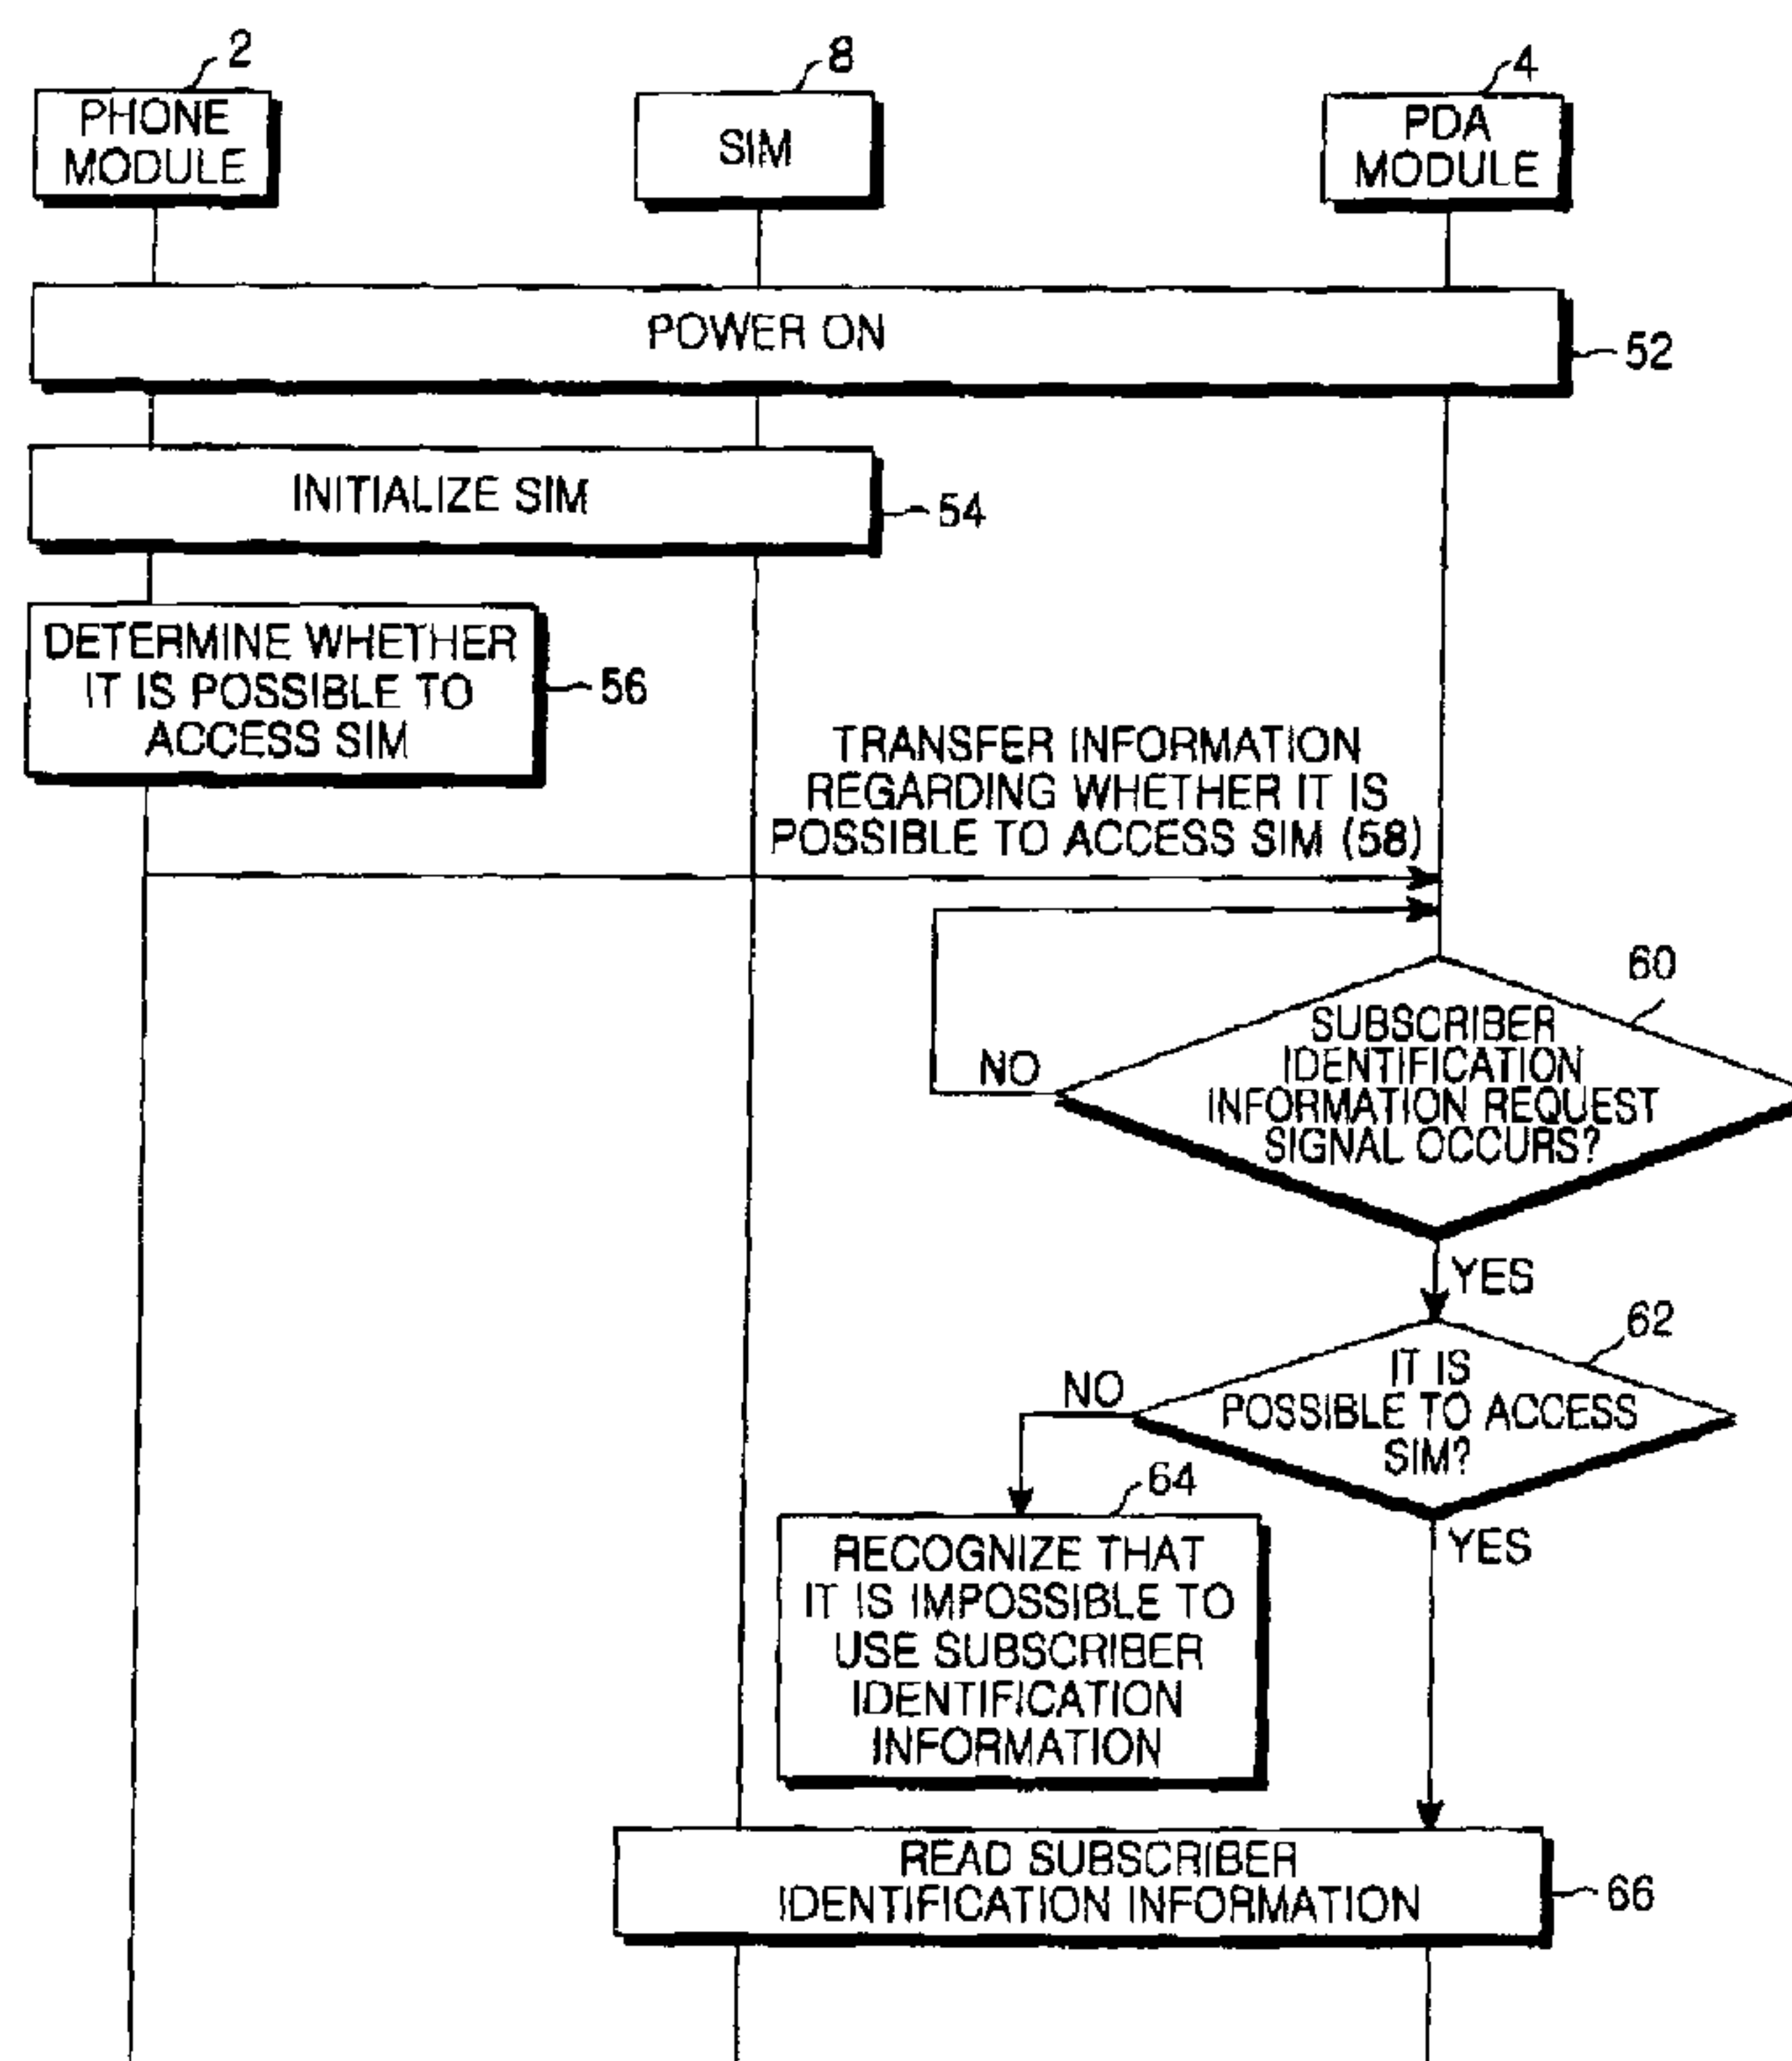 2
8
4
PHONE
MODULE
SIM
PDA
MODULE
POWER ON
52
INITIALIZE SIM
54
DETERMINE WHETHER
IT IS POSSIBLE TO
ACCESS SIM
56
TRANSFER INFORMATION
REGARDING WHETHER IT IS
POSSIBLE TO ACCESS SIM (58)
60
SUBSCRIBER
IDENTIFICATION
INFORMATION REQUEST
SIGNAL OCCURS?
NO
YES
62
IT IS
POSSIBLE TO ACCESS
SIM?
NO
YES
64
RECOGNIZE THAT
IT IS IMPOSSIBLE TO
USE SUBSCRIBER
IDENTIFICATION
INFORMATION
READ SUBSCRIBER
IDENTIFICATION INFORMATION
66